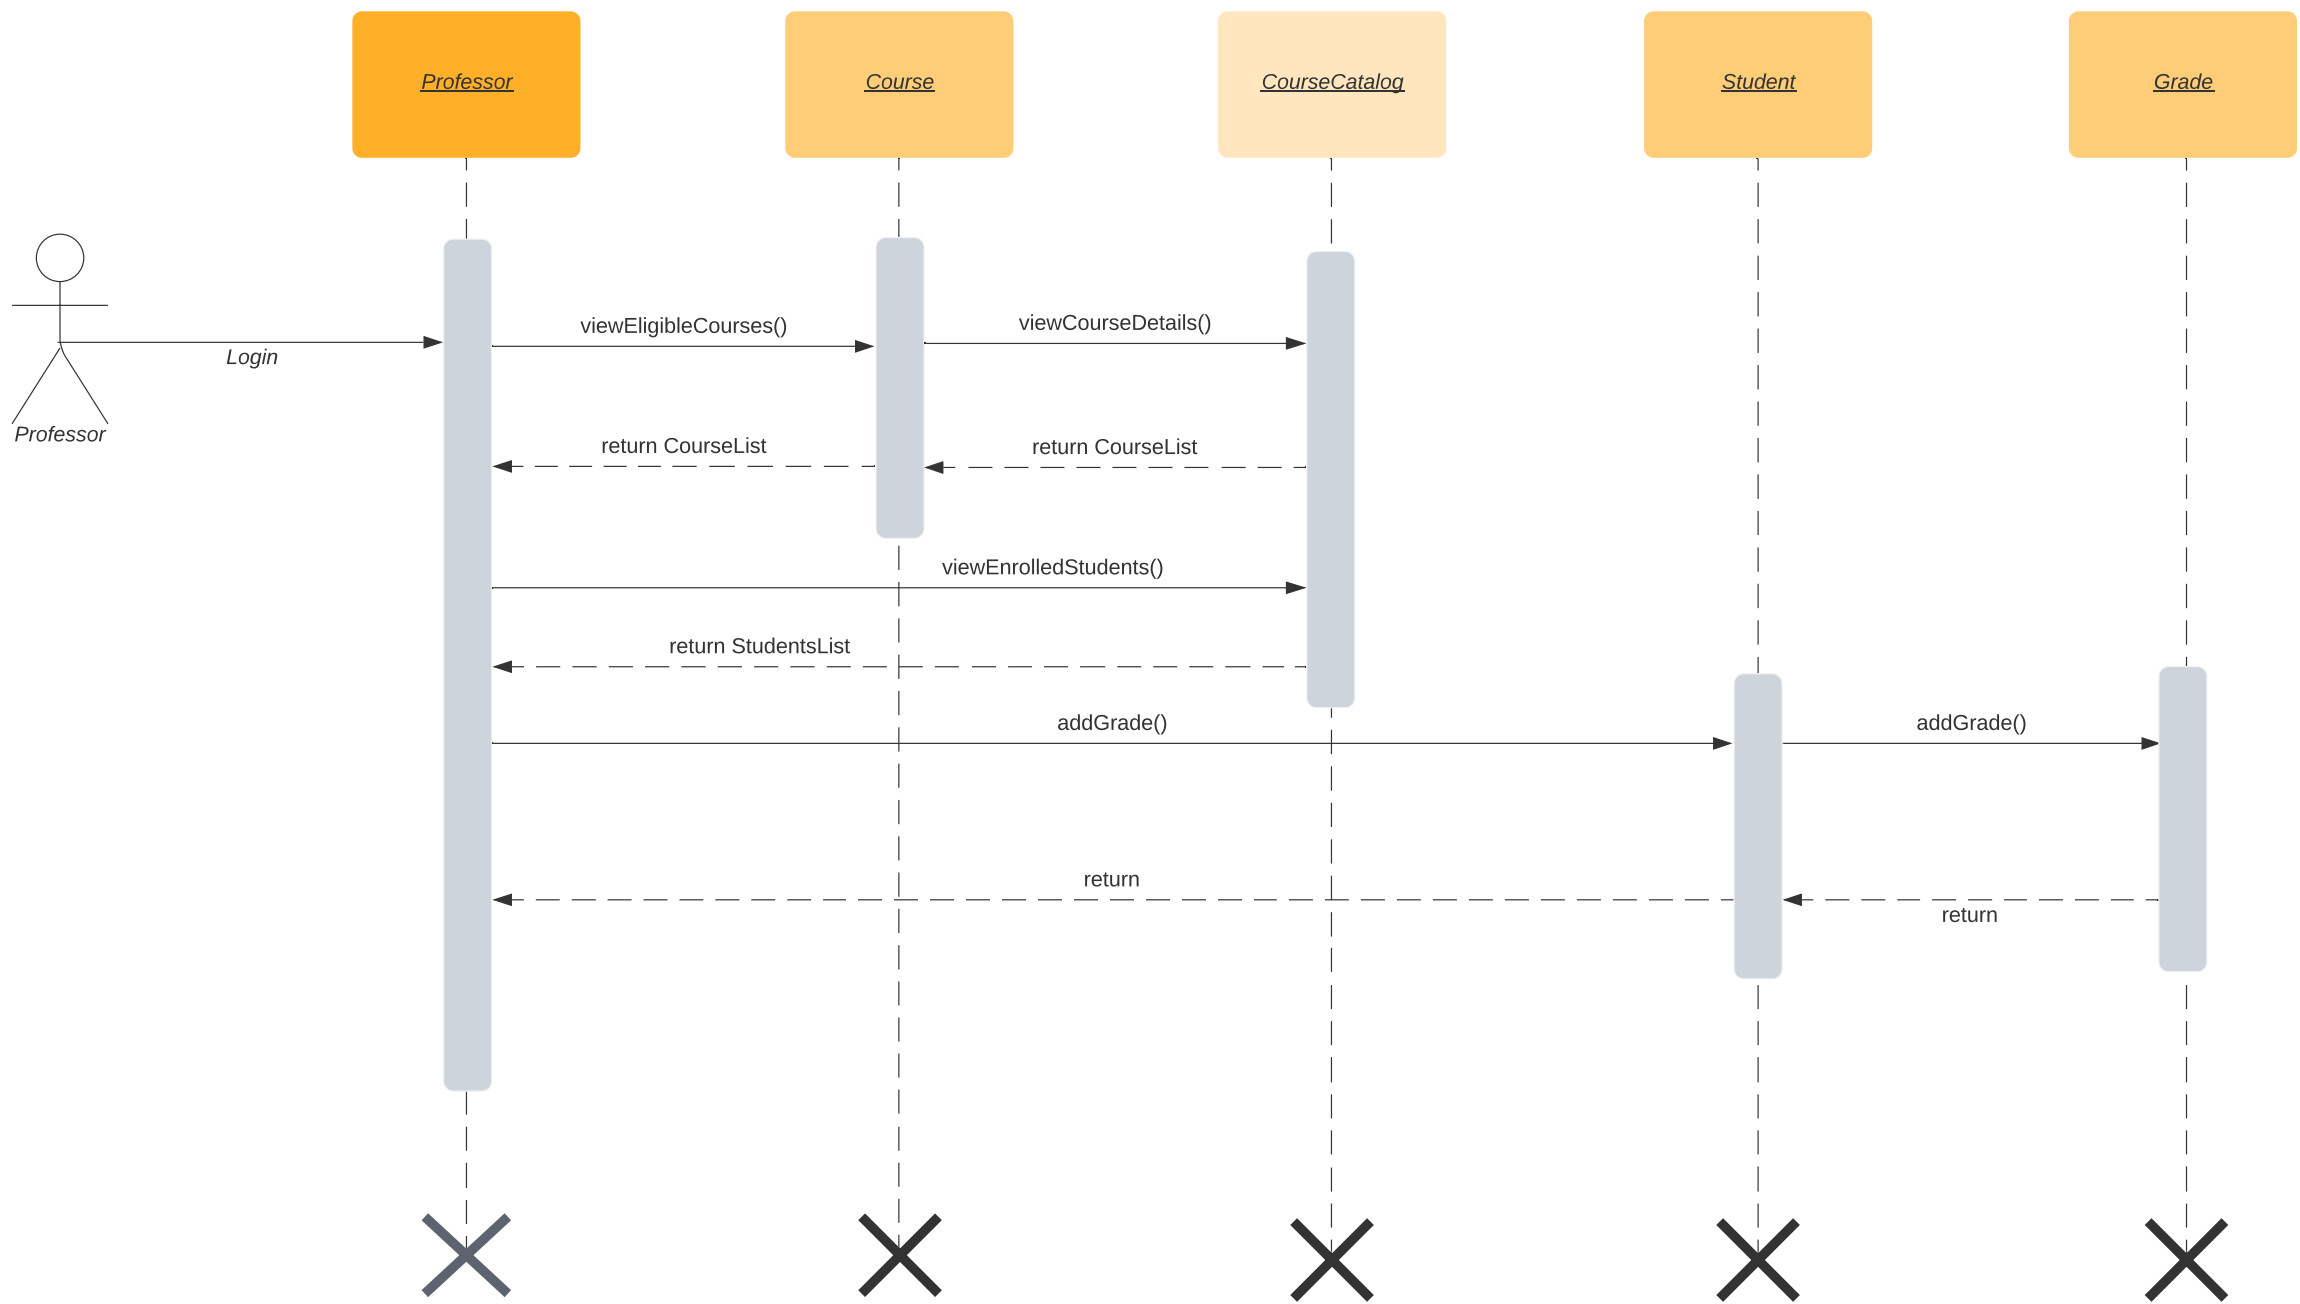 Professor
Course
CourseCatalog
Student
Grade
Professor
Login
viewEligibleCourses()
viewCourseDetails()
return CourseList
return CourseList
viewEnrolledStudents()
return StudentsList
addGrade()
addGrade()
return
return